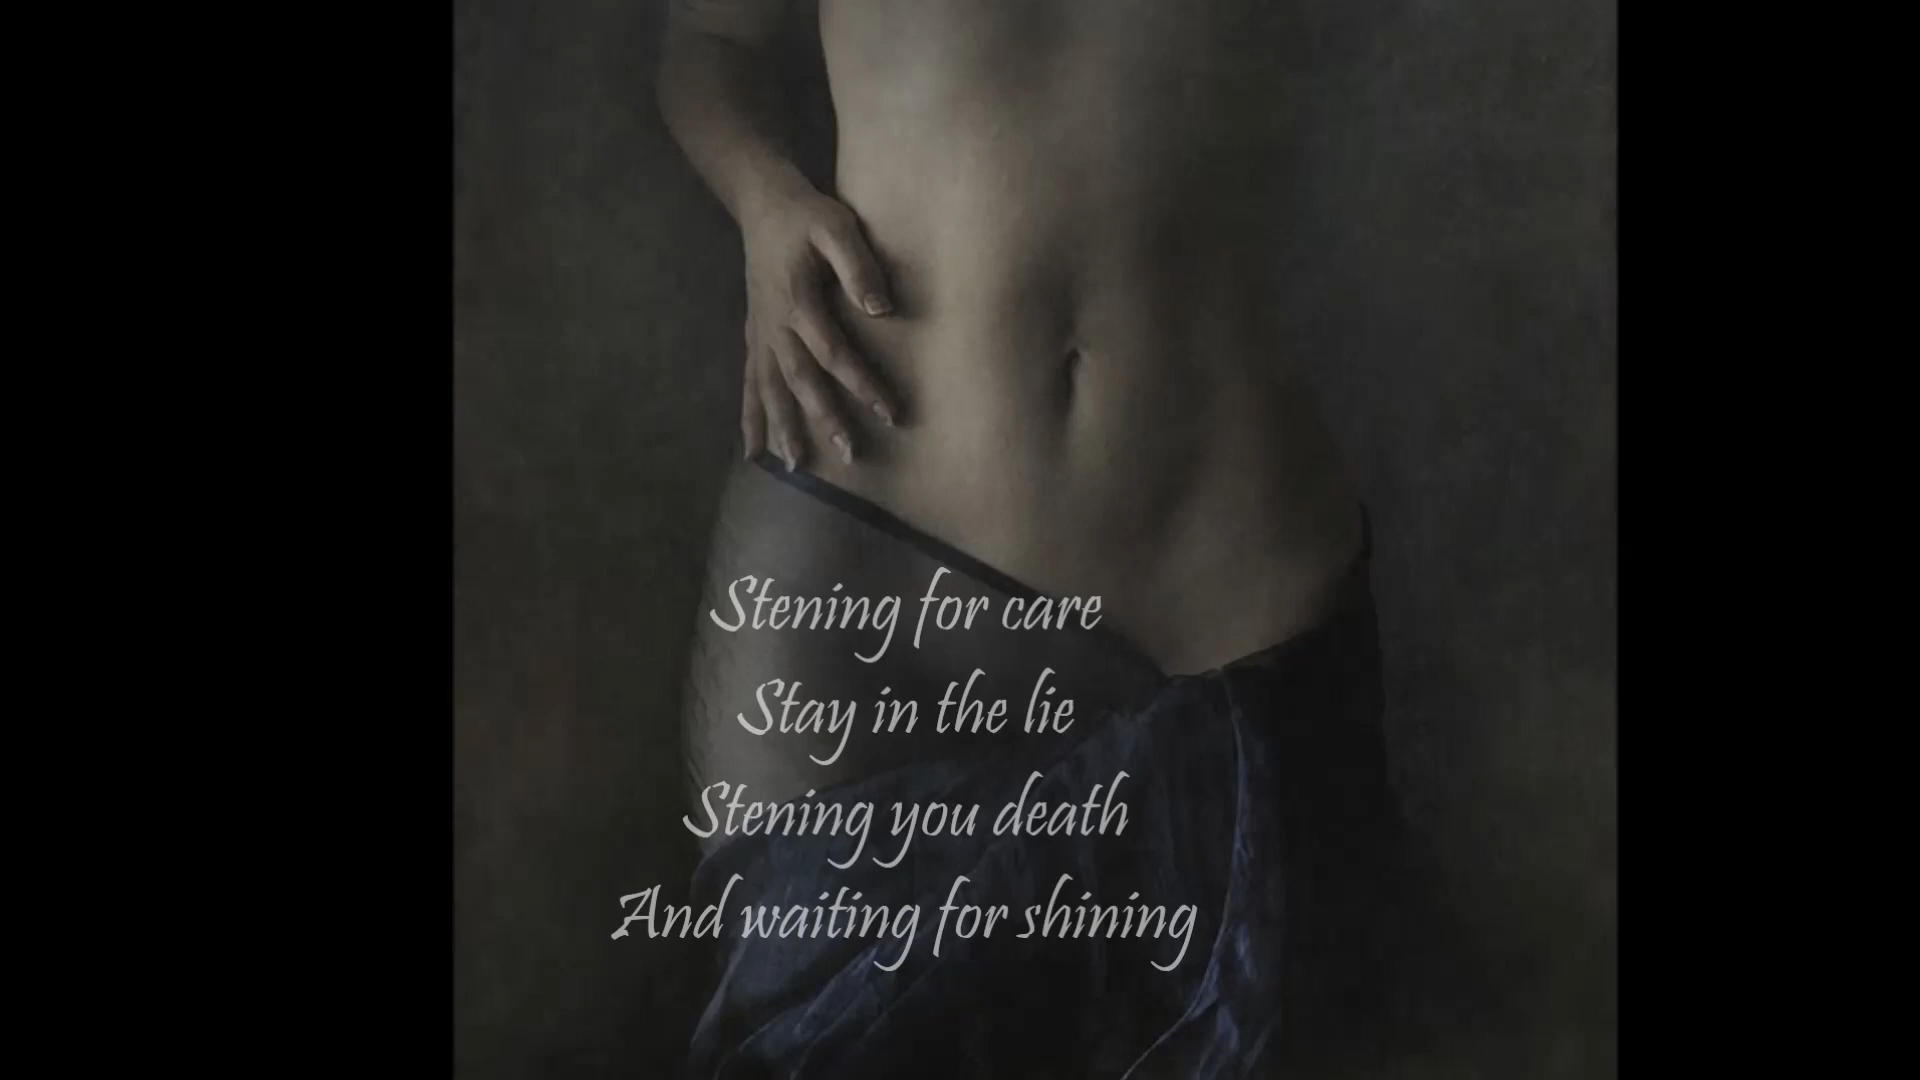 Stening for care
Stay in the lie
Stening you death
And waiting for shining